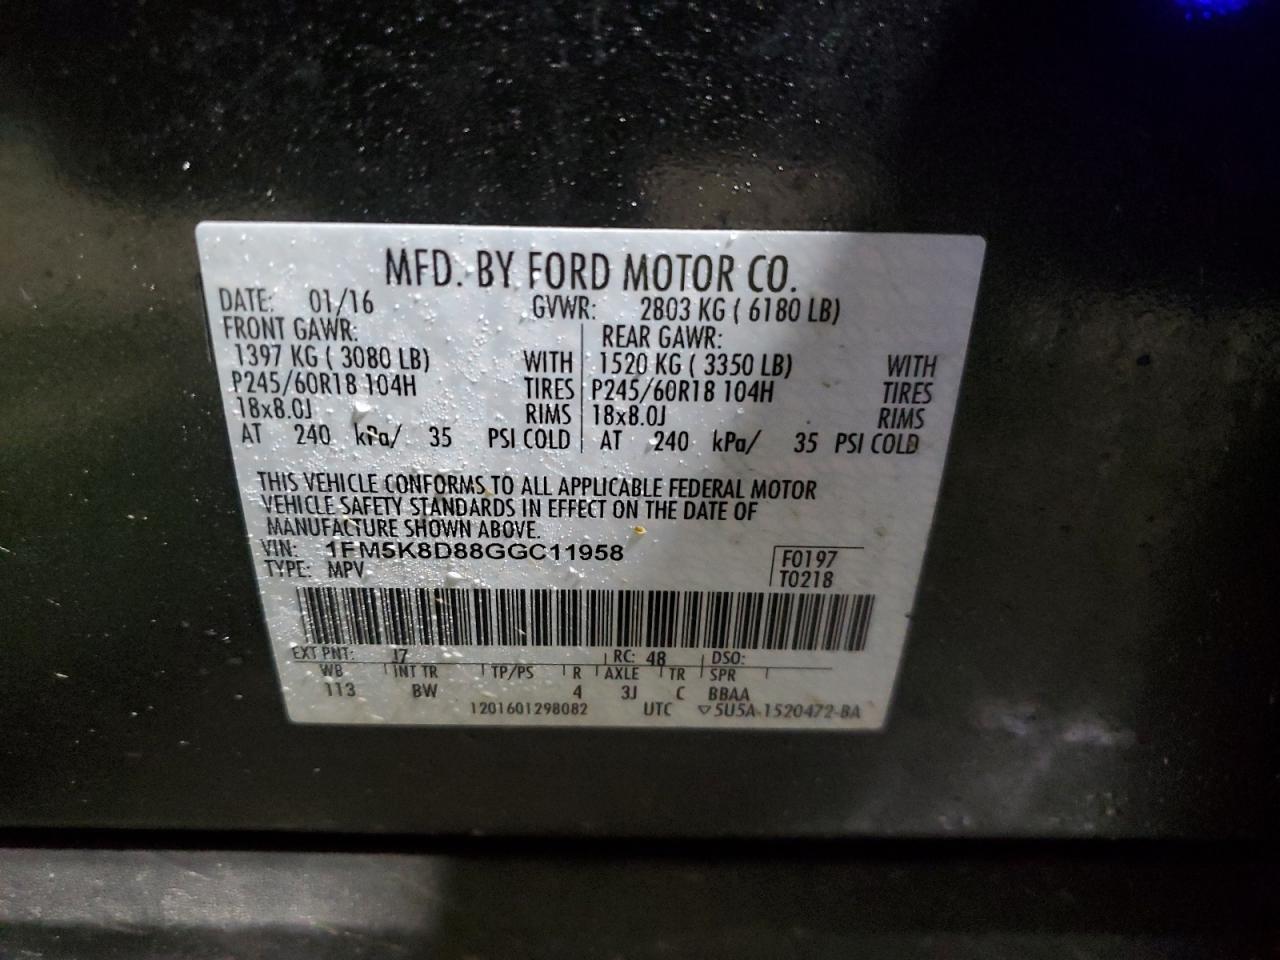 MFD. BY FORD MOTOR CO.
DATE: 01/16 GVWR: 2803 KG ( 6180 LB)
FRONT GAWR: REAR GAWR:
1397 KG ( 3080 LB) WITH 1520 KG ( 3350 LB) WITH
P245/60R18 104H TIRES P245/60R18 104H TIRES
18x8.0J RIMS 18x8.0J RIMS
AT 240 kPa/ 35 PSI COLD AT 240 kPa/ 35 PSI COLD
THIS VEHICLE CONFORMS TO ALL APPLICABLE FEDERAL MOTOR
VEHICLE SAFETY STANDARDS IN EFFECT ON THE DATE OF
MANUFACTURE SHOWN ABOVE.
VIN: 1FM5K8D88GGC11958 F0197
TYPE: MPV T0218
EXT PNT: J7 RC: 48 DSO:
WB INT TR TP/PS R AXLE TR SPR
113 BW 4 3J C BBAA
1201601298082 UTC ▽5U5A-1520472-BA